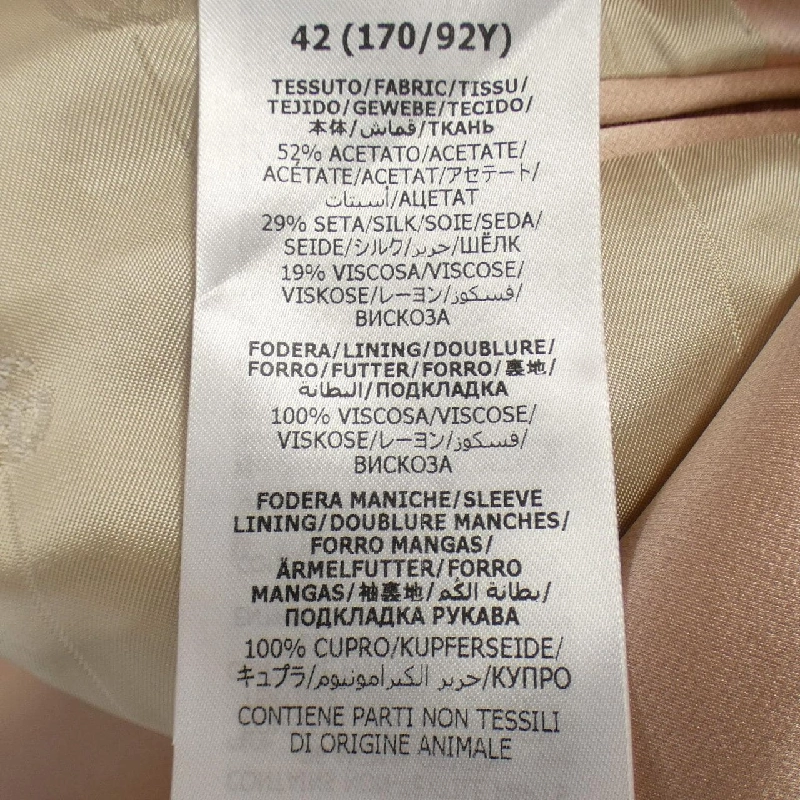 42 (170/92Y)
TESSUTO/FABRIC/TISSU/
TEJIDO/GEWEBE/TECIDO/
本体/قماش/ТКАНЬ
52% ACETATO/ACETATE/
ACÉTATE/ACETAT/アセテート/
أسيتات/АЦЕТАТ
29% SETA/SILK/SOIE/SEDA/
SEIDE/シルク/حرير/ШЁЛК
19% VISCOSA/VISCOSE/
VISKOSE/レーヨン/فسكوز/
ВИСКОЗА
FODERA/LINING/DOUBLURE/
FORRO/FUTTER/FORRO/裏地/
البطانة/ПОДКЛАДКА
100% VISCOSA/VISCOSE/
VISKOSE/レーヨン/فسكوز/
ВИСКОЗА
FODERA MANICHE/SLEEVE
LINING/DOUBLURE MANCHES/
FORRO MANGAS/
ÄRMELFUTTER/FORRO
MANGAS/袖裏地/بطانة الكُم/
ПОДКЛАДКА РУКАВА
100% CUPRO/KUPFERSEIDE/
キュプラ/حرير الكبرامونيوم/КУПРО
CONTIENE PARTI NON TESSILI
DI ORIGINE ANIMALE